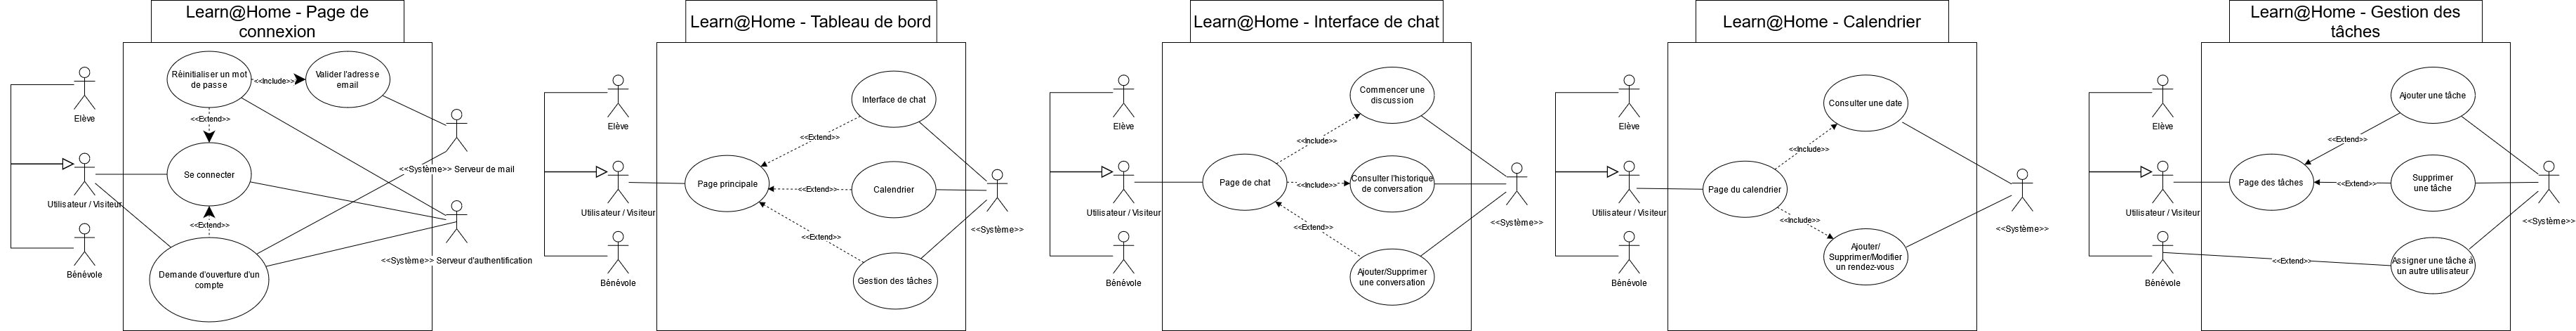 Learn@Home - Page de
connexion
Réinitialiser un mot
de passe
<<Include>>
Valider l'adresse
email
<<Extend>>
Elève
<<Système>> Serveur de mail
Se connecter
Utilisateur / Visiteur
<<Extend>>
Bénévole
<<Système>> Serveur d'authentification
Demande d'ouverture d'un
compte
Learn@Home - Tableau de bord
Interface de chat
Elève
<<Extend>>
Page principale
<<Extend>>
Calendrier
Utilisateur / Visiteur
<<Système>>
<<Extend>>
Gestion des tâches
Bénévole
Learn@Home - Interface de chat
Commencer une
discussion
Elève
<<Include>>
Page de chat
<<Include>>
Consulter l'historique
de conversation
Utilisateur / Visiteur
<<Système>>
<<Extend>>
Ajouter/Supprimer
une conversation
Bénévole
Learn@Home - Calendrier
Consulter une date
Elève
<<Include>>
Page du calendrier
Utilisateur / Visiteur
<<Include>>
<<Système>>
Ajouter/
Supprimer/Modifier
un rendez-vous
Bénévole
Learn@Home - Gestion des
tâches
Ajouter une tâche
Elève
<<Extend>>
Page des tâches
<<Extend>>
Supprimer
une tâche
Utilisateur / Visiteur
<<Système>>
<<Extend>>
Assigner une tâche à
un autre utilisateur
Bénévole